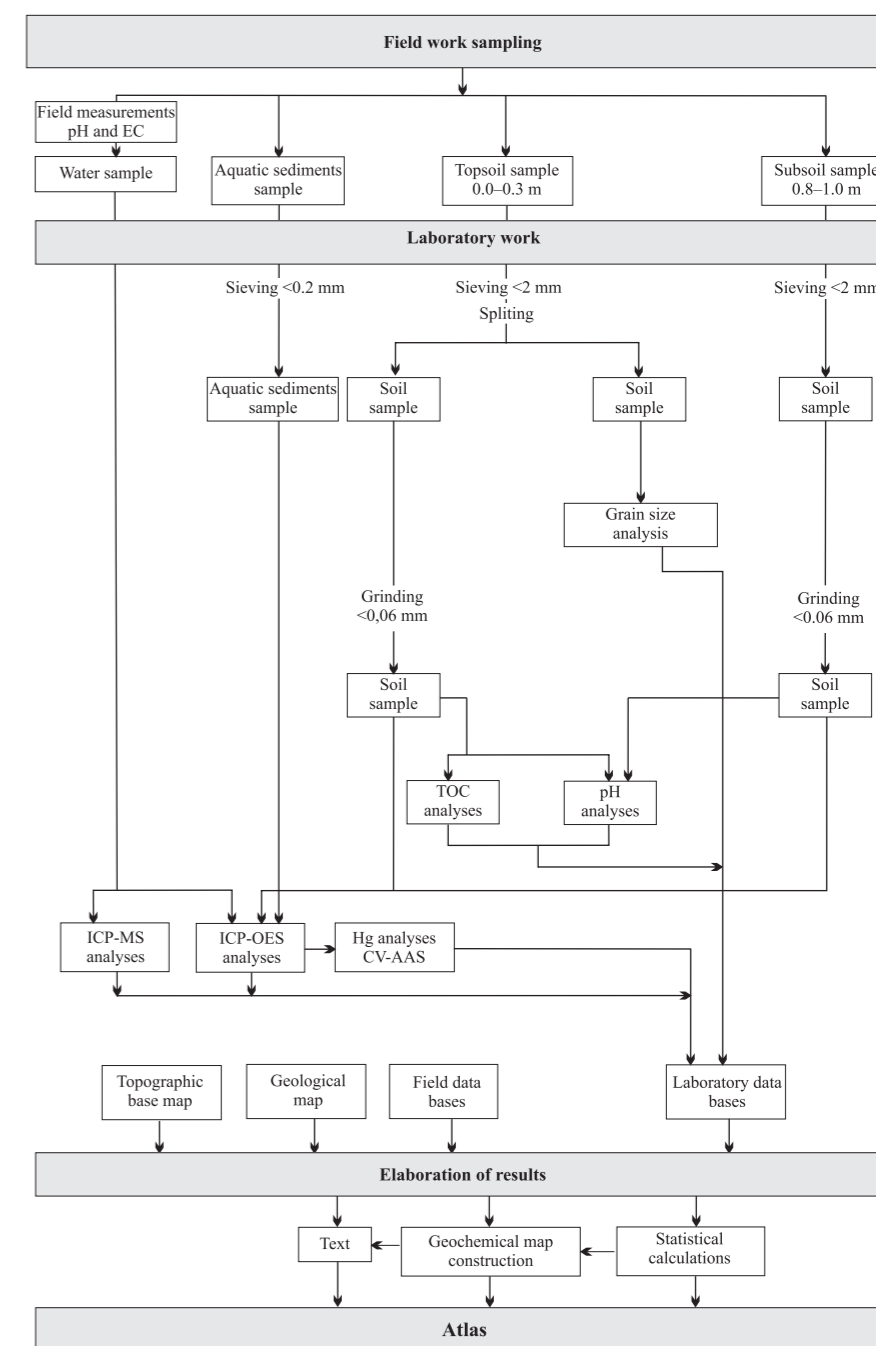 Field work sampling
Field measurements
pH and EC
Water sample
Aquatic sediments
sample
Topsoil sample
0.0–0.3 m
Subsoil sample
0.8–1.0 m
Laboratory work
Sieving <0.2 mm
Sieving <2 mm
Spliting
Sieving <2 mm
Aquatic sediments
sample
Soil
sample
Soil
sample
Soil
sample
Grain size
analysis
Grinding
<0,06 mm
Grinding
<0.06 mm
Soil
sample
Soil
sample
TOC
analyses
pH
analyses
ICP-MS
analyses
ICP-OES
analyses
Hg analyses
CV-AAS
Topographic
base map
Geological
map
Field data
bases
Laboratory data
bases
Elaboration of results
Text
Geochemical map
construction
Statistical
calculations
Atlas